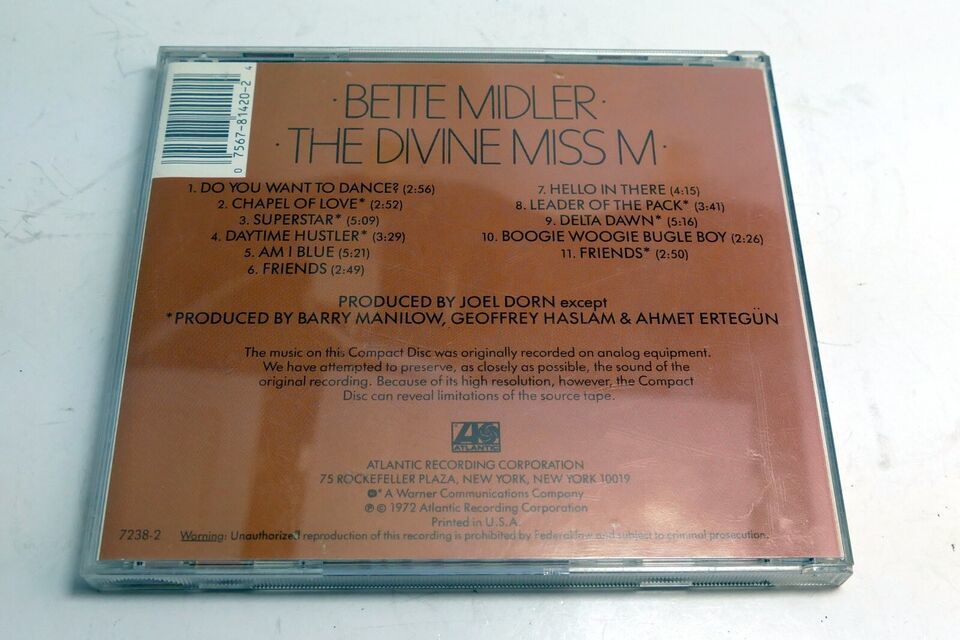 0 7567-81420-2 4
·BETTE MIDLER·
·THE DIVINE MISS M·
1. DO YOU WANT TO DANCE? (2:56)
2. CHAPEL OF LOVE* (2:52)
3. SUPERSTAR* (5:09)
4. DAYTIME HUSTLER* (3:29)
5. AM I BLUE (5:21)
6. FRIENDS (2:49)
7. HELLO IN THERE (4:15)
8. LEADER OF THE PACK* (3:41)
9. DELTA DAWN* (5:16)
10. BOOGIE WOOGIE BUGLE BOY (2:26)
11. FRIENDS* (2:50)
PRODUCED BY JOEL DORN except
*PRODUCED BY BARRY MANILOW, GEOFFREY HASLAM & AHMET ERTEGÜN
The music on this Compact Disc was originally recorded on analog equipment.
We have attempted to preserve, as closely as possible, the sound of the
original recording. Because of its high resolution, however, the Compact
Disc can reveal limitations of the source tape.
ATLANTIC
ATLANTIC RECORDING CORPORATION
75 ROCKEFELLER PLAZA, NEW YORK, NEW YORK 10019
* A Warner Communications Company
℗ © 1972 Atlantic Recording Corporation
Printed in U.S.A.
7238-2 Warning: Unauthorized reproduction of this recording is prohibited by Federal law and subject to criminal prosecution.